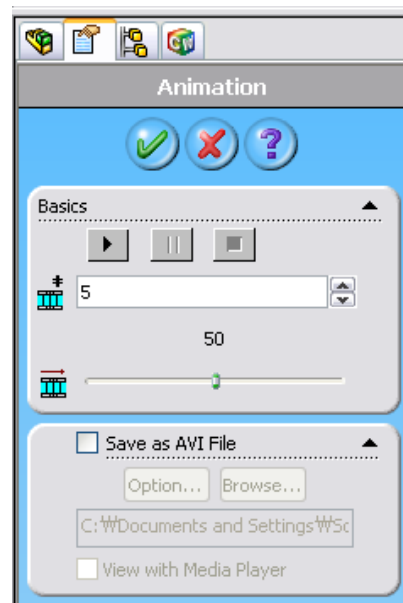 Animation
Basics
5
50
Save as AVI File
Option... Browse...
C:₩Documents and Settings₩Sc
View with Media Player